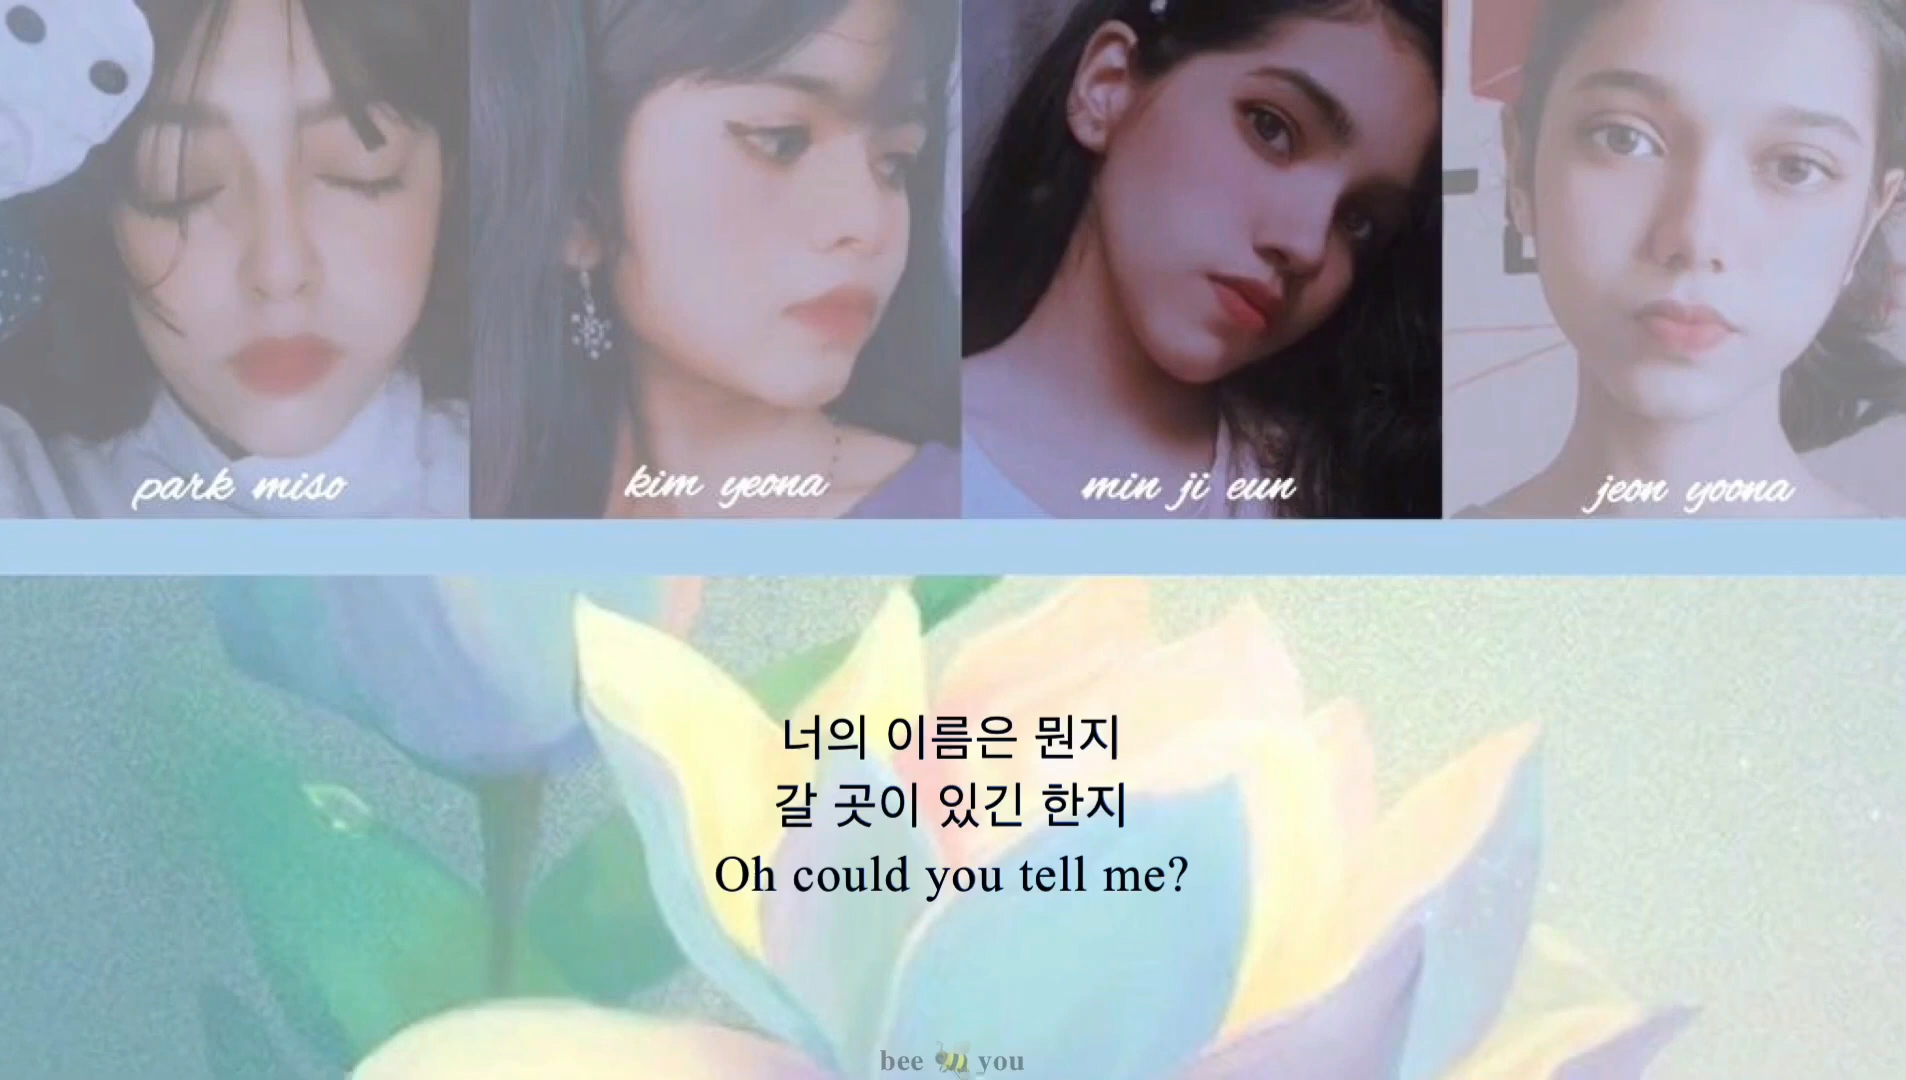 park miso
kim yeona
min ji eun
jeon yoona
너의 이름은 뭔지
갈 곳이 있긴 한지
Oh could you tell me?
bee you